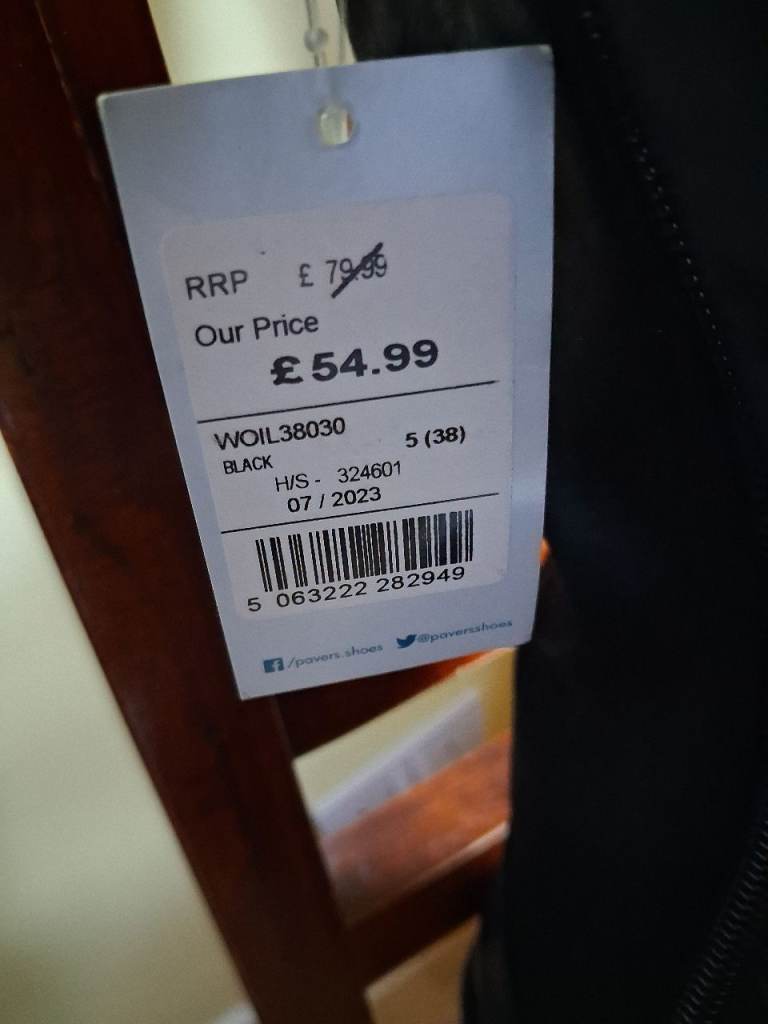 RRP £ 79.99
Our Price
£54.99
WOIL38030 5 (38)
BLACK
H/S - 324601
07 / 2023
5 063222 282949
/pavers.shoes @paversshoes